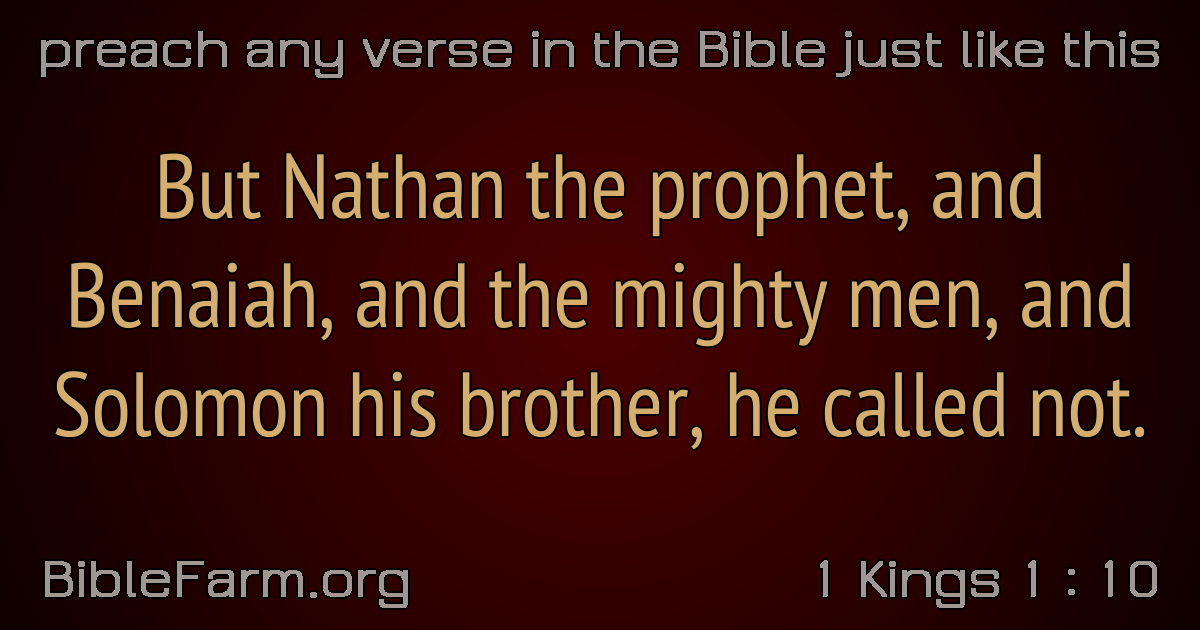 preach any verse in the Bible just like this
But Nathan the prophet, and
Benaiah, and the mighty men, and
Solomon his brother, he called not.
BibleFarm.org
1 Kings 1 : 10